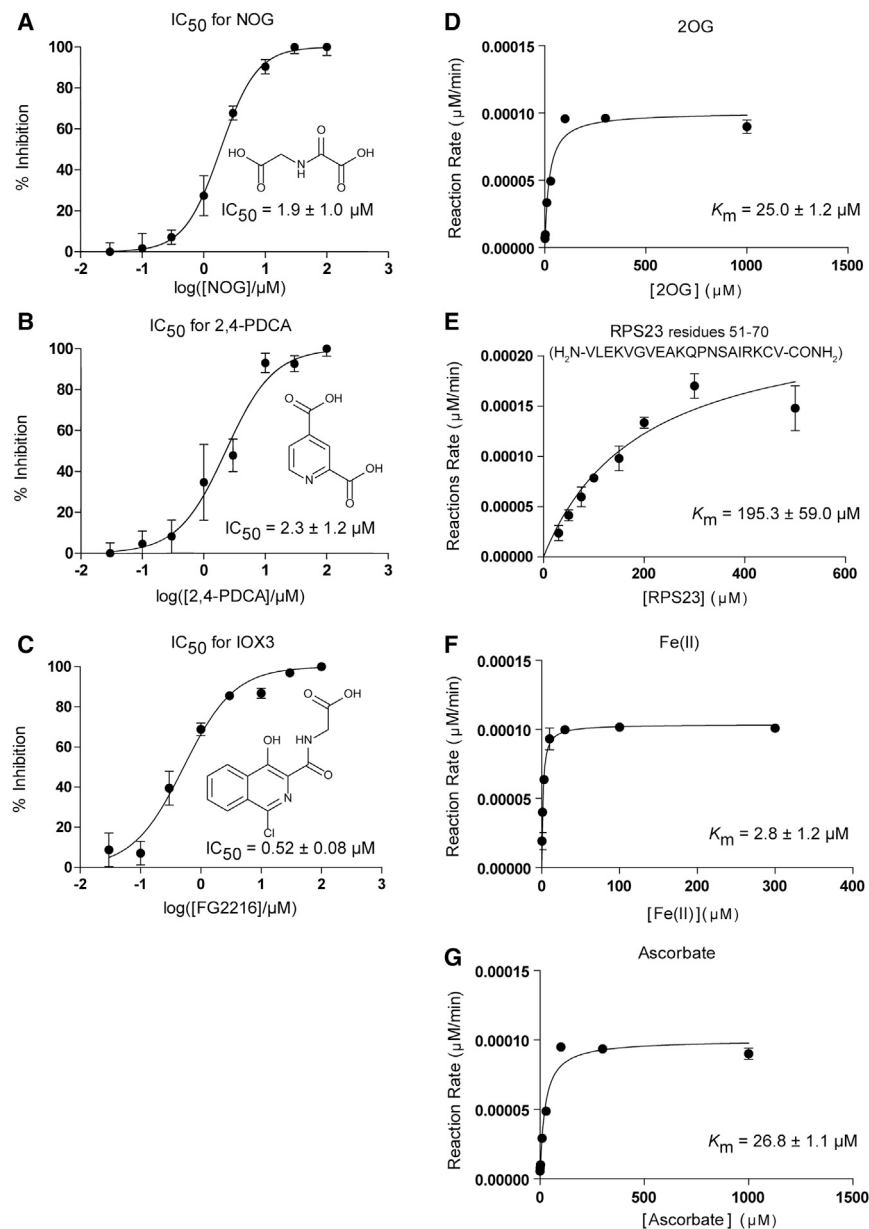 A
IC50 for NOG
100
80
60
40
20
0
% Inhibition
-2
-1
0
1
2
3
log([NOG]/µM)
HO
O
N
H
O
OH
O
IC50 = 1.9 ± 1.0 µM
B
IC50 for 2,4-PDCA
100
80
60
40
20
0
% Inhibition
-2
-1
0
1
2
3
log([2,4-PDCA]/µM)
O
OH
OH
N
O
IC50 = 2.3 ± 1.2 µM
C
IC50 for IOX3
100
80
60
40
20
0
% Inhibition
-2
-1
0
1
2
3
log([FG2216]/µM)
OH
O
OH
HN
O
N
Cl
IC50 = 0.52 ± 0.08 µM
D
2OG
0.00015
0.00010
0.00005
0.00000
Reaction Rate (µM/min)
0
500
1000
1500
[2OG] (µM)
Km = 25.0 ± 1.2 µM
E
RPS23 residues 51-70
(H2N-VLEKVGVEAKQPNSAIRKCV-CONH2)
0.00020
0.00015
0.00010
0.00005
0.00000
Reactions Rate (µM/min)
0
200
400
600
[RPS23] (µM)
Km = 195.3 ± 59.0 µM
F
Fe(II)
0.00015
0.00010
0.00005
0.00000
Reaction Rate (µM/min)
0
100
200
300
400
[Fe(II)](µM)
Km = 2.8 ± 1.2 µM
G
Ascorbate
0.00015
0.00010
0.00005
0.00000
Reaction Rate (µM/min)
0
500
1000
1500
[Ascorbate] (µM)
Km = 26.8 ± 1.1 µM